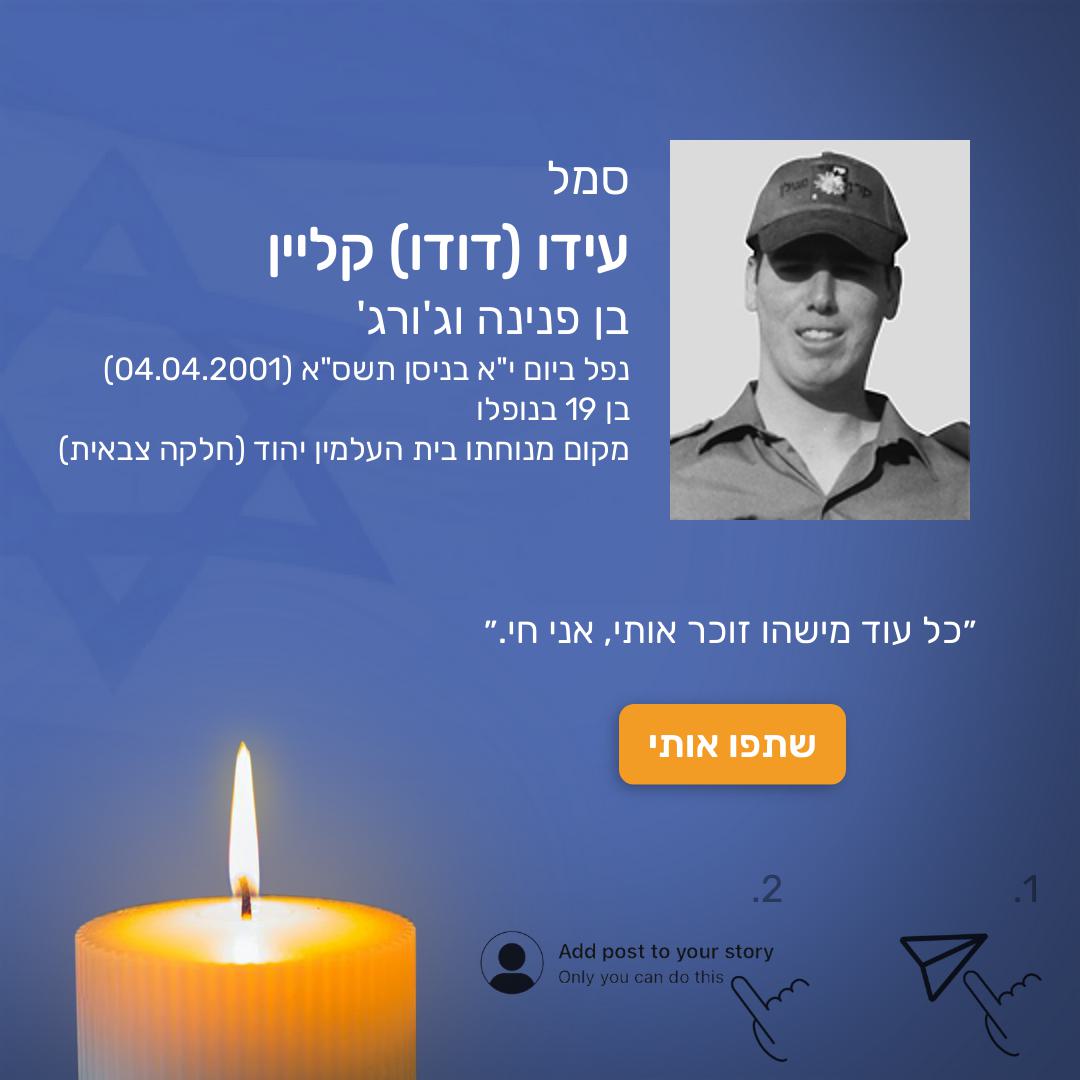 סמל
עידו (דודו) קליין
בן פנינה וג'ורג'
נפל ביום י"א בניסן תשס"א (04.04.2001)
בן 19 בנופלו
מקום מנוחתו בית העלמין יהוד (חלקה צבאית)
״כל עוד מישהו זוכר אותי, אני חי.״
שתפו אותי
1.
2.
Add post to your story
Only you can do this